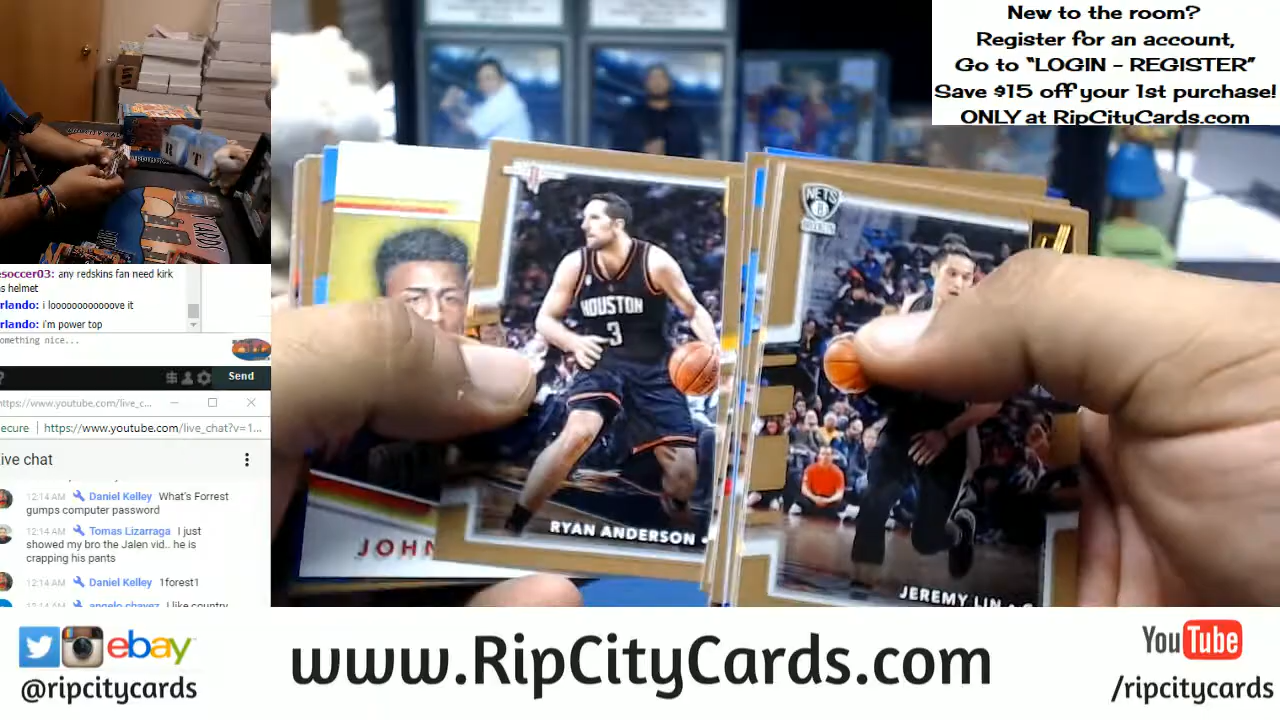 New to the room?
Register for an account,
Go to “LOGIN - REGISTER”
Save $15 off your 1st purchase!
ONLY at RipCityCards.com
NETS
HOUSTON
3
RYAN ANDERSON
JEREMY LIN
JOHN
R T
esoccer03: any redskins fan need kirk
s helmet
rlando: i looooooooooove it
rlando: i'm power top
omething nice...
Send
https://www.youtube.com/live_c...
ecure https://www.youtube.com/live_chat?v=1...
ive chat
12:14 AM Daniel Kelley What's Forrest
gumps computer password
12:14 AM Tomas Lizarraga I just
showed my bro the Jalen vid.. he is
crapping his pants
12:14 AM Daniel Kelley 1forest1
12:14 AM angelo chavez I like country
ebay
@ripcitycards
www.RipCityCards.com
YouTube
/ripcitycards